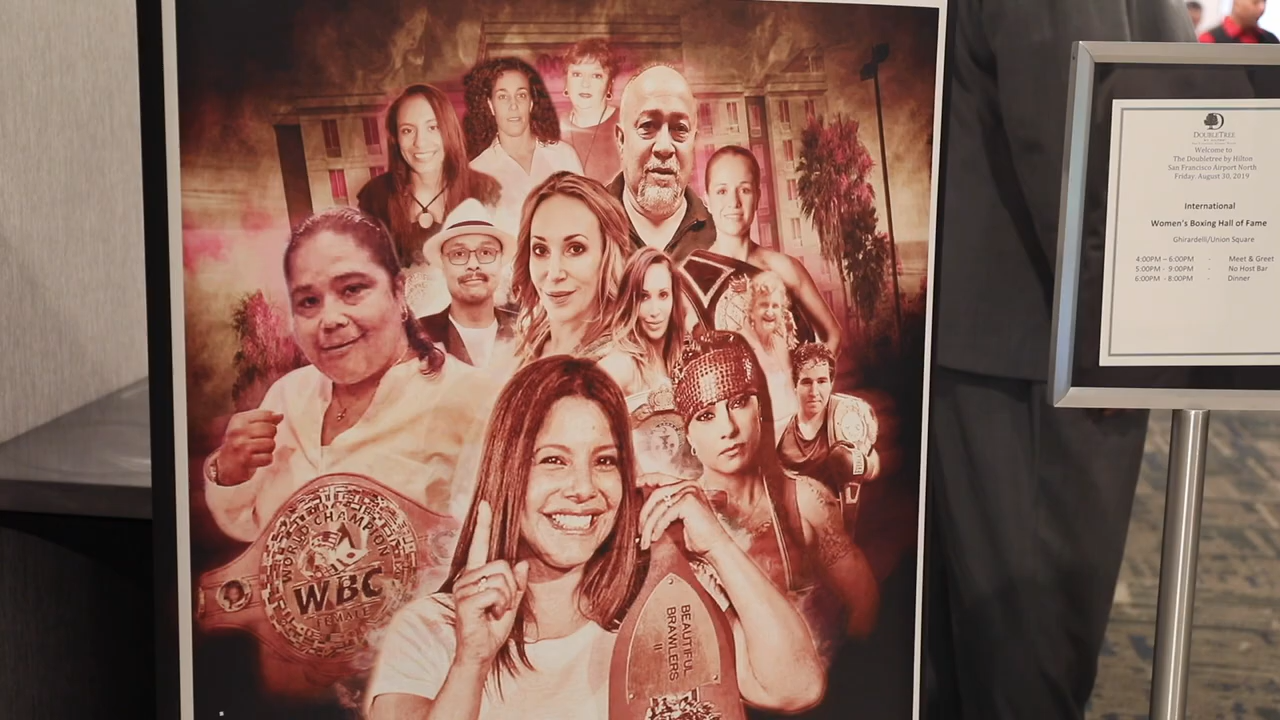 WORLD CHAMPION
WBC
FEMALE
BEAUTIFUL
BRAWLERS
II
DOUBLETREE
Welcome to
The Doubletree by Hilton
San Francisco Airport North
Friday, August 30, 2019
International
Women's Boxing Hall of Fame
Ghirardelli/Union Square
4:00PM – 6:00PM - Meet & Greet
5:00PM - 9:00PM - No Host Bar
6:00PM - 8:00PM - Dinner